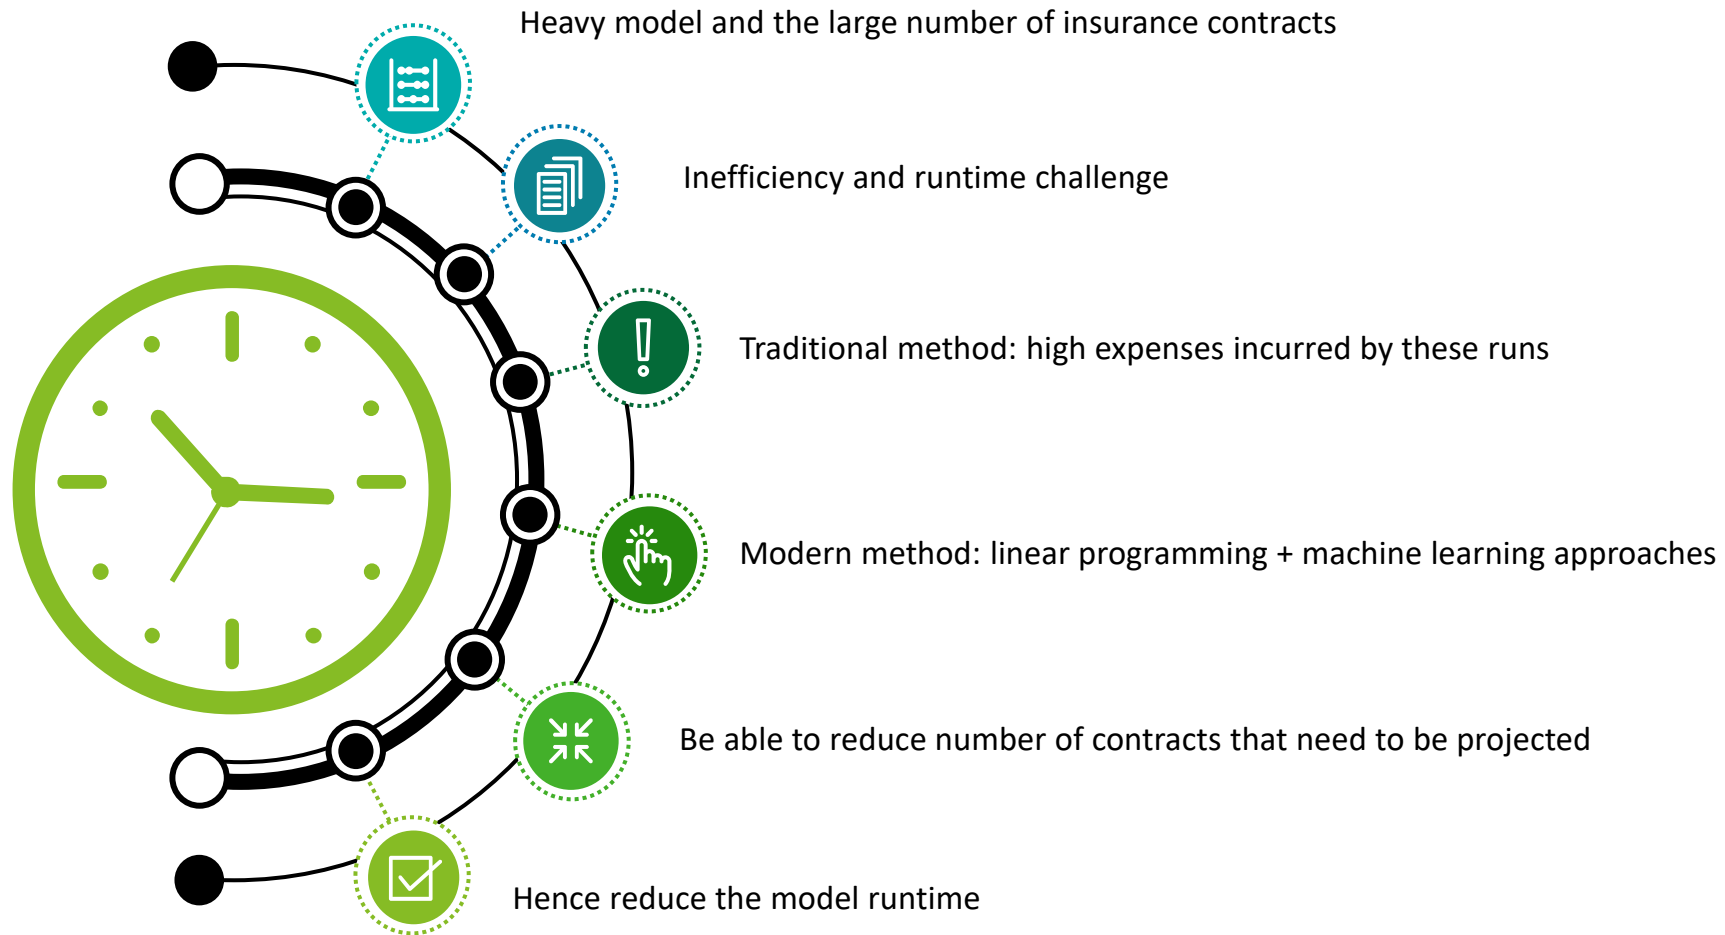 Heavy model and the large number of insurance contracts
Inefficiency and runtime challenge
Traditional method: high expenses incurred by these runs
Modern method: linear programming + machine learning approaches
Be able to reduce number of contracts that need to be projected
Hence reduce the model runtime